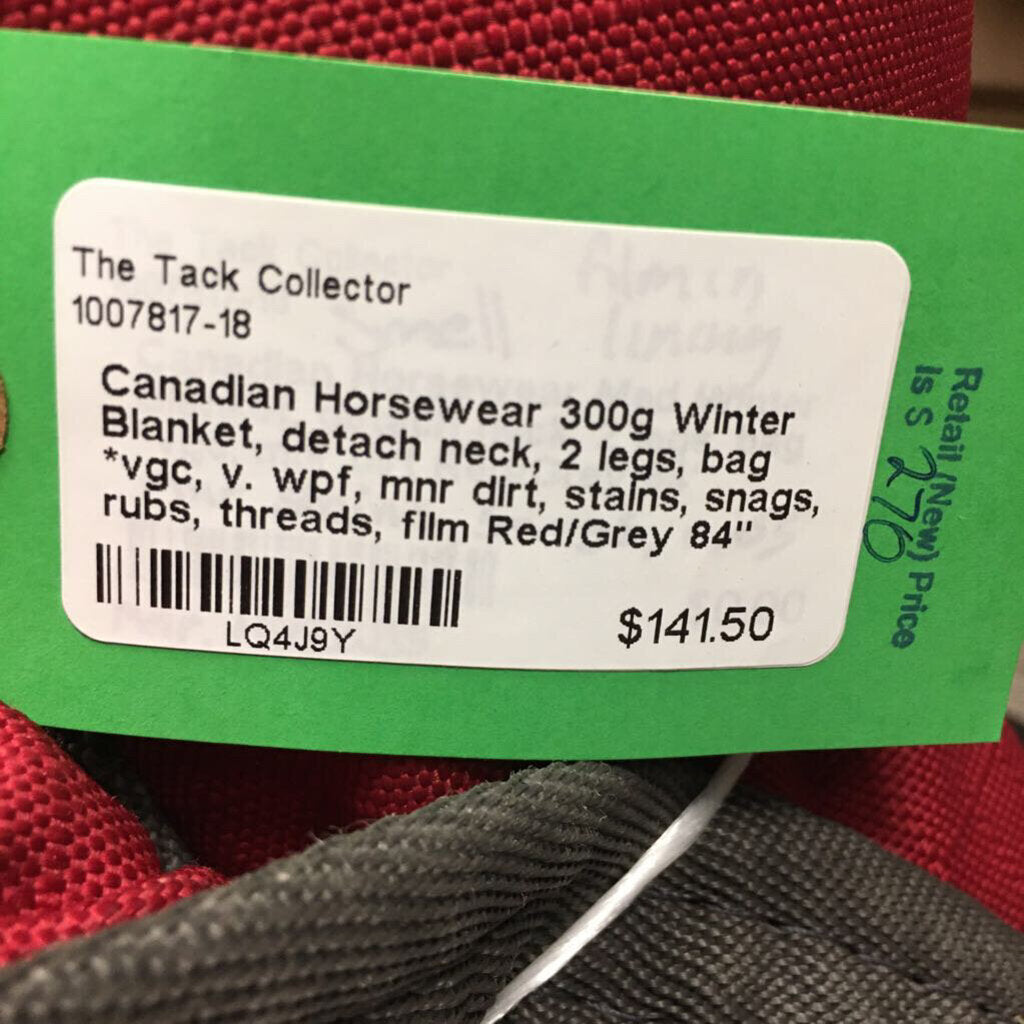 The Tack Collector
1007817-18
Canadian Horsewear 300g Winter
Blanket, detach neck, 2 legs, bag
*vgc, v. wpf, mnr dirt, stains, snags,
rubs, threads, film Red/Grey 84"
LQ4J9Y
$141.50
Retail (New) Price
Is $ 276